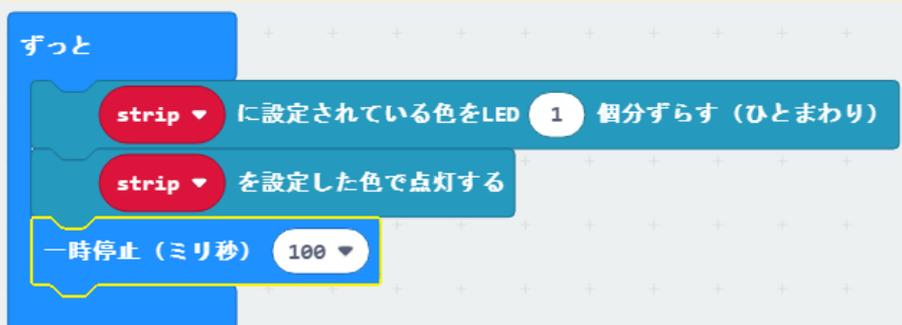 ずっと
strip に設定されている色をLED 1 個分ずらす（ひとまわり）
strip を設定した色で点灯する
一時停止（ミリ秒） 100